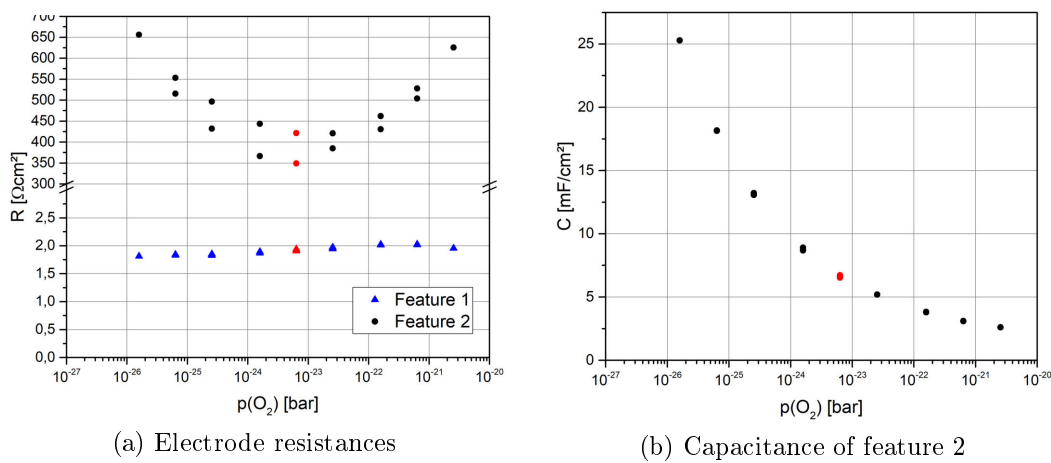 700
650
600
550
500
450
400
350
300
2,5
2,0
1,5
1,0
0,5
0,0
R [Ωcm²]
Feature 1
Feature 2
10⁻²⁷ 10⁻²⁶ 10⁻²⁵ 10⁻²⁴ 10⁻²³ 10⁻²² 10⁻²¹ 10⁻²⁰
p(O₂) [bar]
(a) Electrode resistances
25
20
15
10
5
0
C [mF/cm²]
10⁻²⁷ 10⁻²⁶ 10⁻²⁵ 10⁻²⁴ 10⁻²³ 10⁻²² 10⁻²¹ 10⁻²⁰
p(O₂) [bar]
(b) Capacitance of feature 2